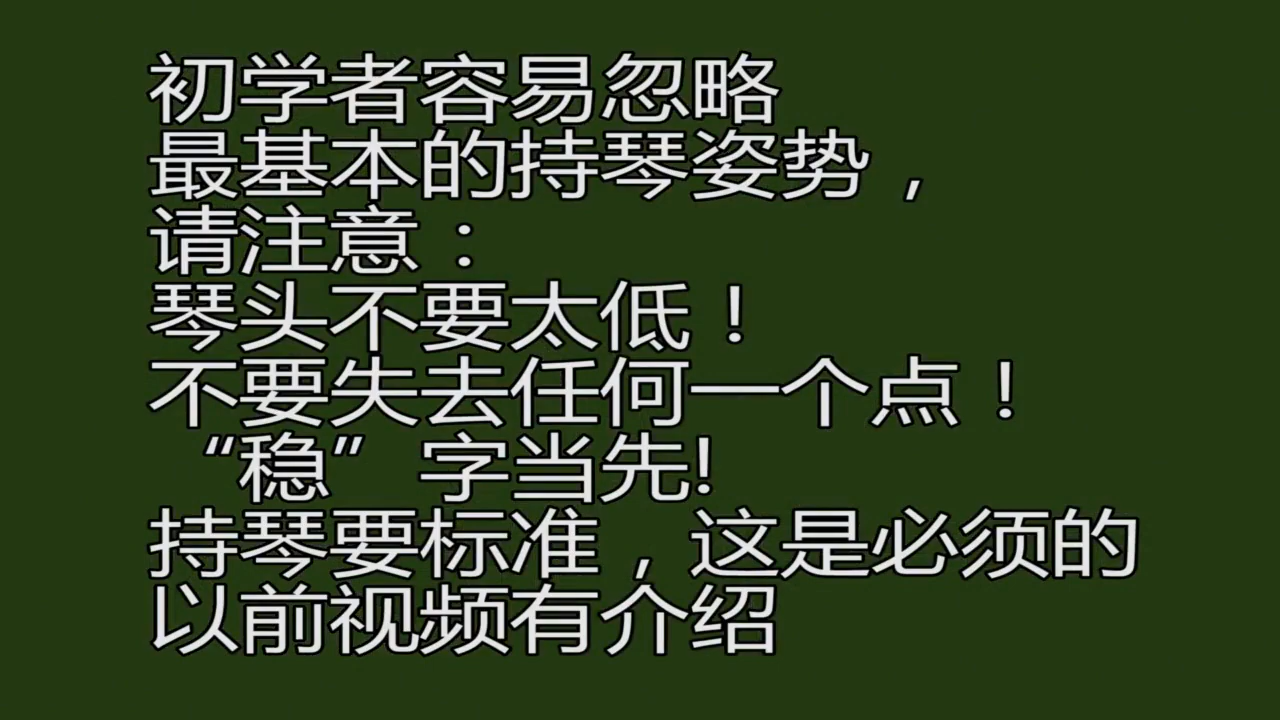 初学者容易忽略
最基本的持琴姿势，
请注意：
琴头不要太低！
不要失去任何一个点！
“稳”字当先!
持琴要标准，这是必须的
以前视频有介绍